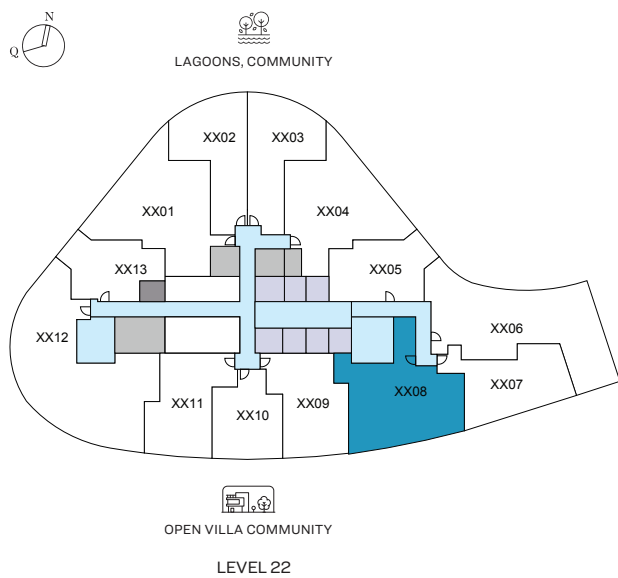 N
Q
LAGOONS, COMMUNITY
XX02
XX03
XX01
XX04
XX13
XX05
XX12
XX06
XX08
XX07
XX11
XX10
XX09
OPEN VILLA COMMUNITY
LEVEL 22